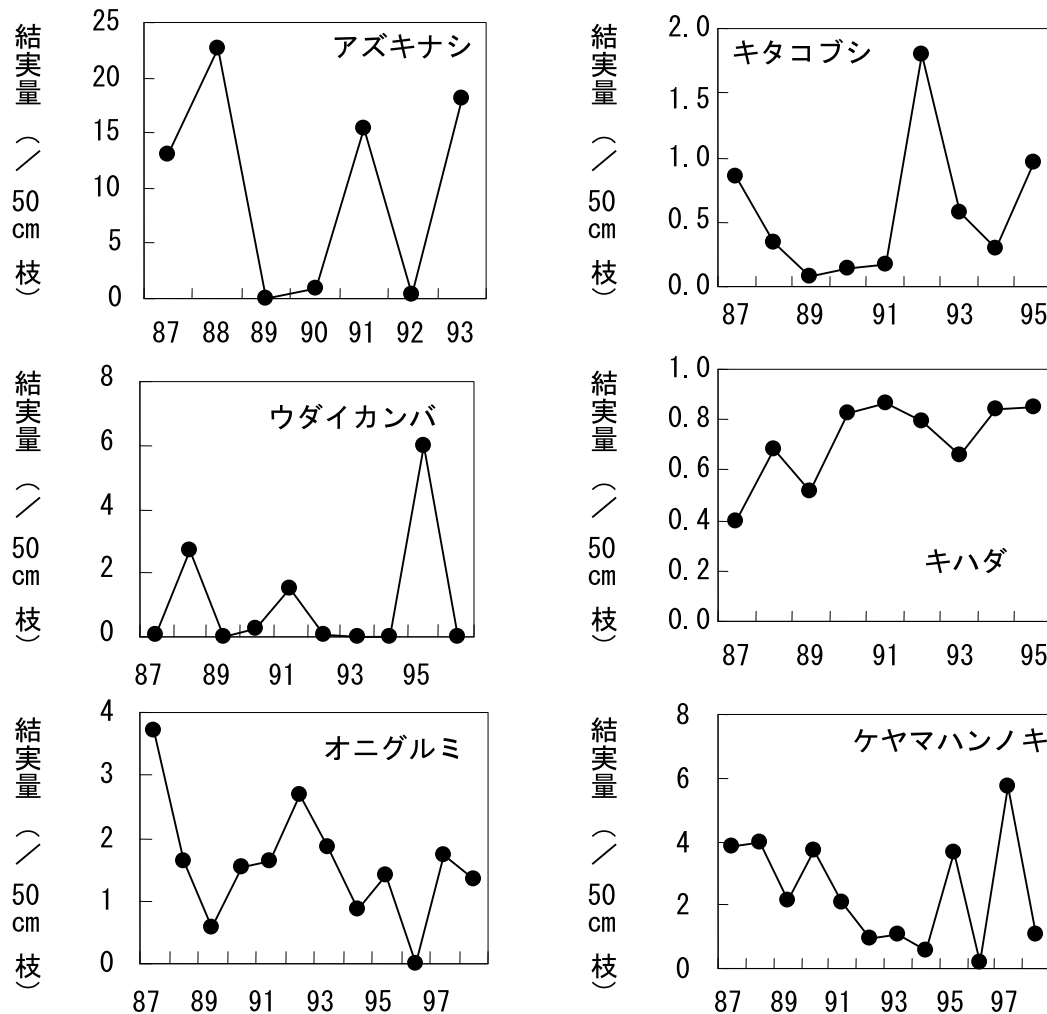 結実量（／50cm枝）
25
20
15
10
5
0
アズキナシ
87 88 89 90 91 92 93
結実量（／50cm枝）
2.0
1.5
1.0
0.5
0.0
キタコブシ
87 89 91 93 95
結実量（／50cm枝）
8
6
4
2
0
ウダイカンバ
87 89 91 93 95
結実量（／50cm枝）
1.0
0.8
0.6
0.4
0.2
0.0
キハダ
87 89 91 93 95
結実量（／50cm枝）
4
3
2
1
0
オニグルミ
87 89 91 93 95 97
結実量（／50cm枝）
8
6
4
2
0
ケヤマハンノキ
87 89 91 93 95 97